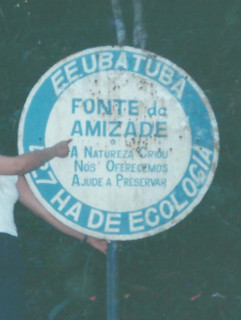 E.E.UBATUBA
FONTE da
AMIZADE
A NATUREZA CRIOU
NÓS OFERECEMOS
AJUDE A PRESERVAR
27 HA DE ECOLOGIA